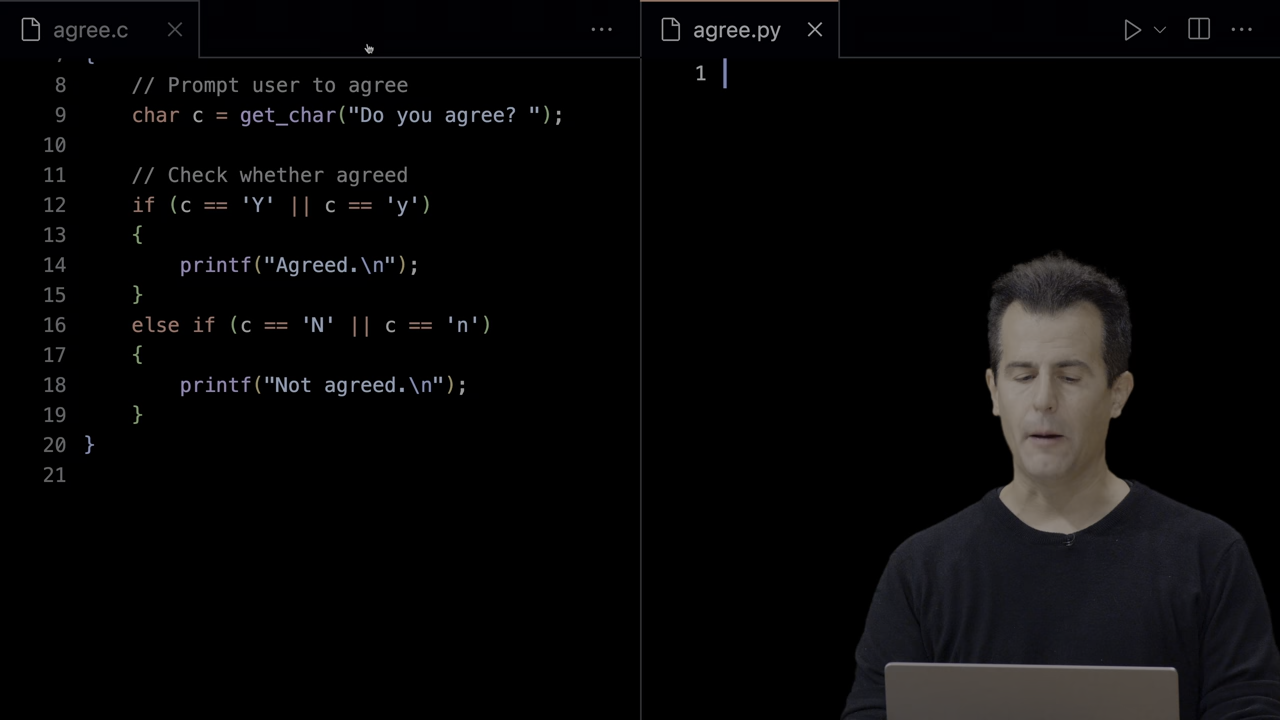 agree.c
agree.py
8 // Prompt user to agree
9 char c = get_char("Do you agree? ");
10
11 // Check whether agreed
12 if (c == 'Y' || c == 'y')
13 {
14 printf("Agreed.\n");
15 }
16 else if (c == 'N' || c == 'n')
17 {
18 printf("Not agreed.\n");
19 }
20 }
21
1